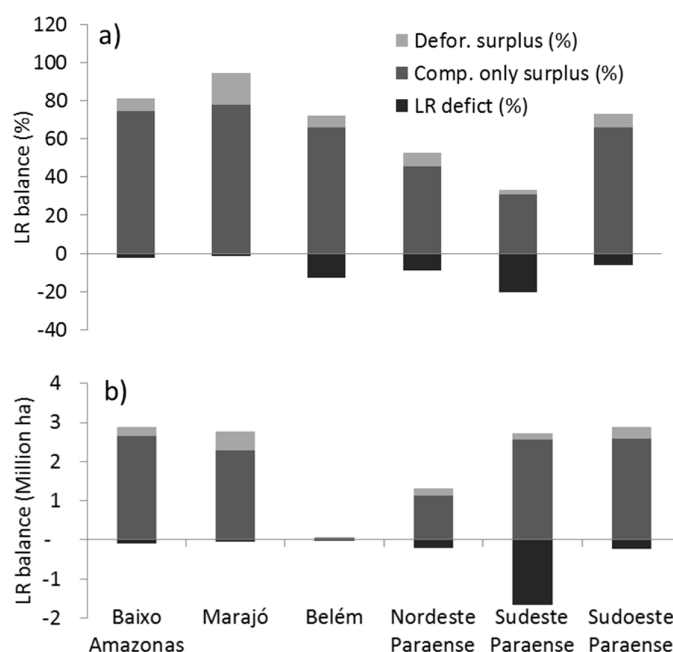 a)
LR balance (%)
120
100
80
60
40
20
0
-20
-40
Defor. surplus (%)
Comp. only surplus (%)
LR defict (%)
b)
LR balance (Million ha)
4
3
2
1
-
-1
-2
Baixo Amazonas
Marajó
Belém
Nordeste Paraense
Sudeste Paraense
Sudoeste Paraense